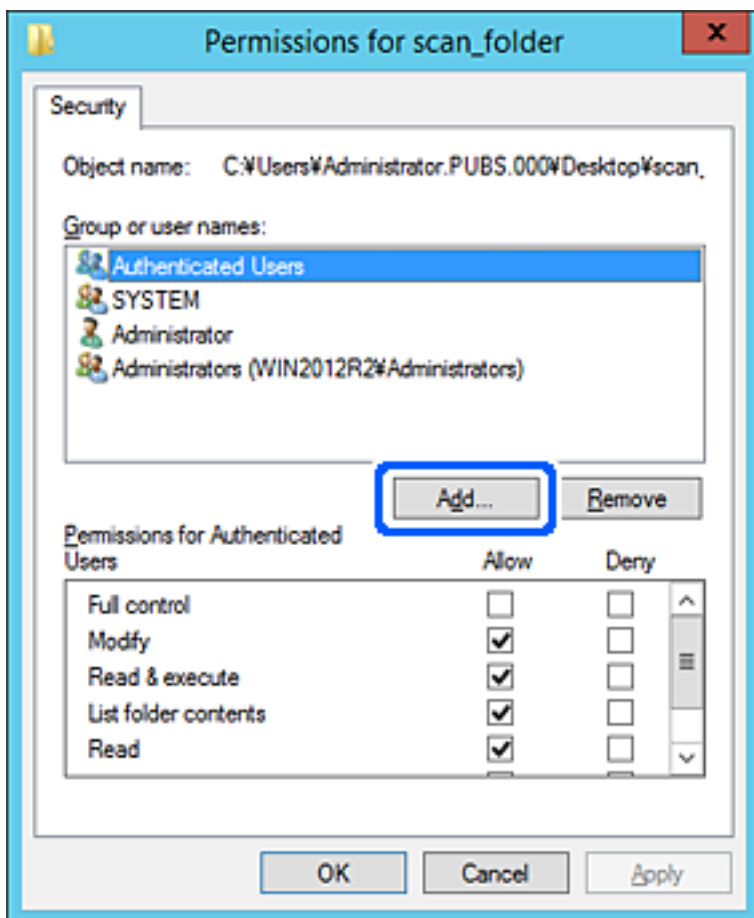 Permissions for scan_folder
x
Security
Object name: C:¥Users¥Administrator.PUBS.000¥Desktop¥scan_
Group or user names:
Authenticated Users
SYSTEM
Administrator
Administrators (WIN2012R2¥Administrators)
Add... Remove
Permissions for Authenticated
Users Allow Deny
Full control
Modify
Read & execute
List folder contents
Read
OK Cancel Apply